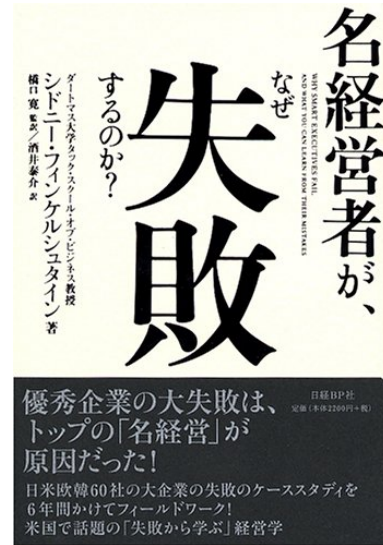 名経営者が、
WHY SMART EXECUTIVES FAIL
AND WHAT YOU CAN LEARN FROM THEIR MISTAKES
なぜ
失敗
するのか?
ダートマス大学タック・スクール・オブ・ビジネス教授
シドニー・フィンケルシュタイン 著
橋口 寛 監訳/酒井泰介 訳
日経BP社
定価(本体2200円+税)
優秀企業の大失敗は、
トップの「名経営」が
原因だった!
日米欧韓60社の大企業の失敗のケーススタディを
6年間かけてフィールドワーク!
米国で話題の「失敗から学ぶ」経営学